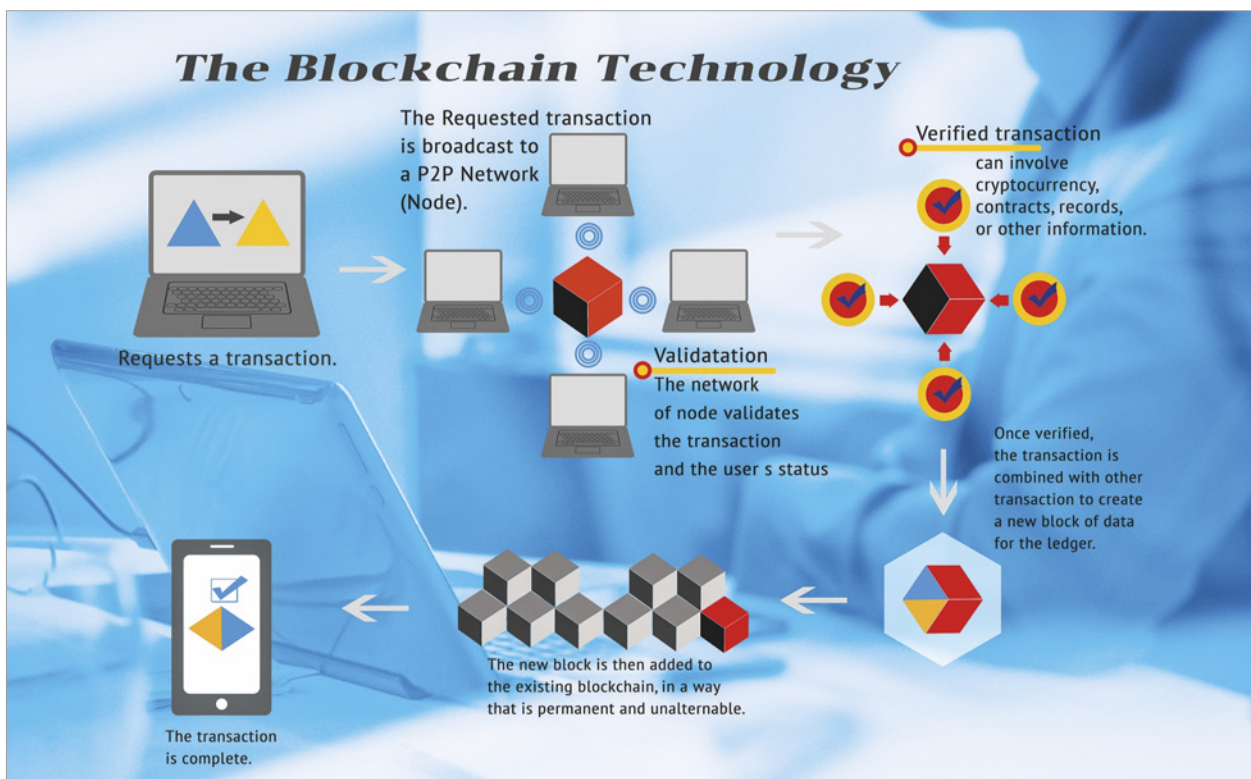 The Blockchain Technology
The Requested transaction
is broadcast to
a P2P Network
(Node).
Requests a transaction.
Validatation
The network
of node validates
the transaction
and the user s status
Verified transaction
can involve
cryptocurrency,
contracts, records,
or other information.
Once verified,
the transaction is
combined with other
transaction to create
a new block of data
for the ledger.
The new block is then added to
the existing blockchain, in a way
that is permanent and unalternable.
The transaction
is complete.